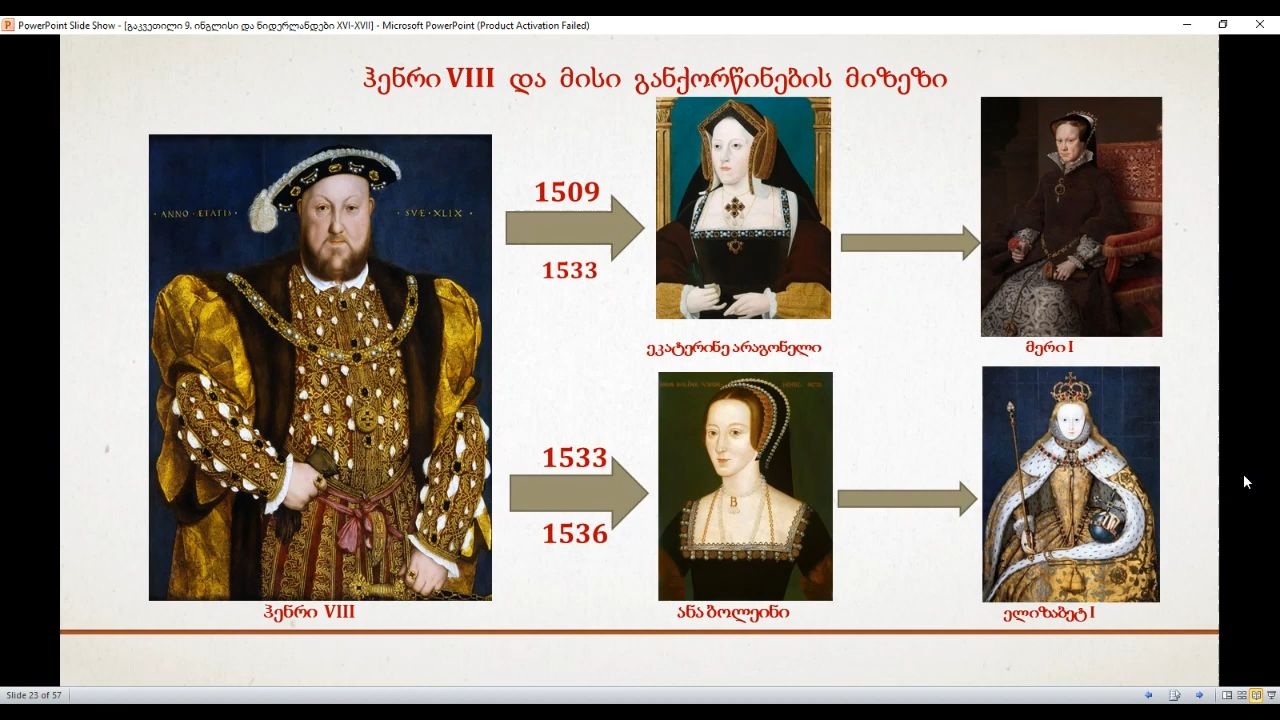 PowerPoint Slide Show - [გაკვეთილი 9. ინგლისი და ნიდერლანდები XVI-XVII] - Microsoft PowerPoint (Product Activation Failed)
ჰენრი VIII და მისი განქორწინების მიზეზი
ANNO · ETATIS · · SVÆ · XLIX ·
1509
1533
ეკატერინე არაგონელი
მერი I
1533
B
1536
ჰენრი VIII
ანა ბოლეინი
ელიზაბეტ I
Slide 23 of 57